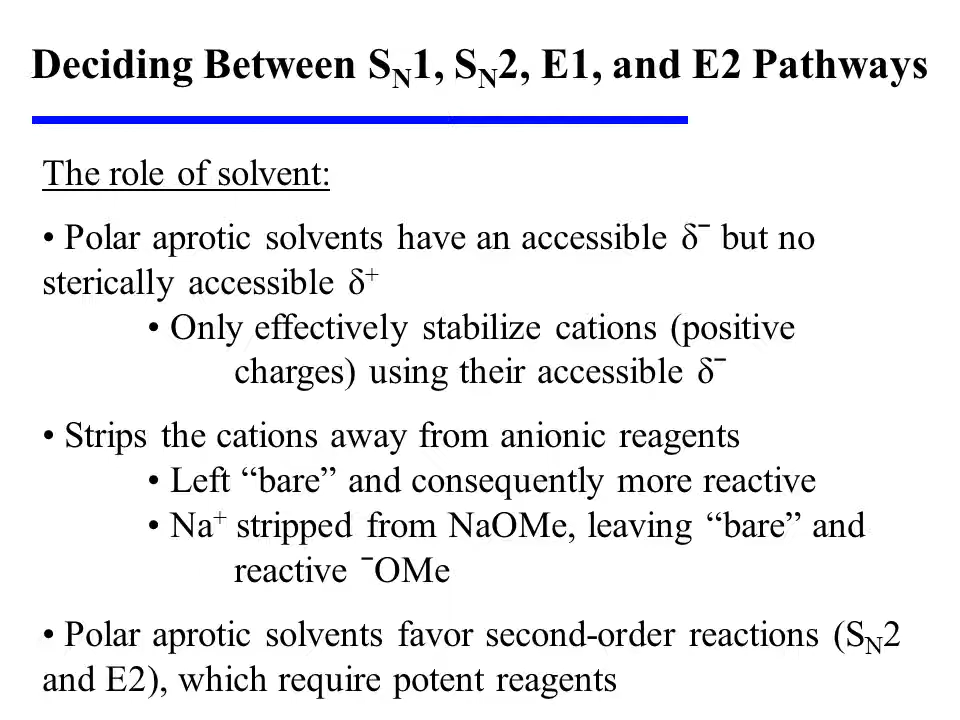 Deciding Between S_N1, S_N2, E1, and E2 Pathways
The role of solvent:
• Polar aprotic solvents have an accessible δ⁻ but no
sterically accessible δ⁺
• Only effectively stabilize cations (positive
charges) using their accessible δ⁻
• Strips the cations away from anionic reagents
• Left “bare” and consequently more reactive
• Na⁺ stripped from NaOMe, leaving “bare” and
reactive ⁻OMe
• Polar aprotic solvents favor second-order reactions (S_N2
and E2), which require potent reagents